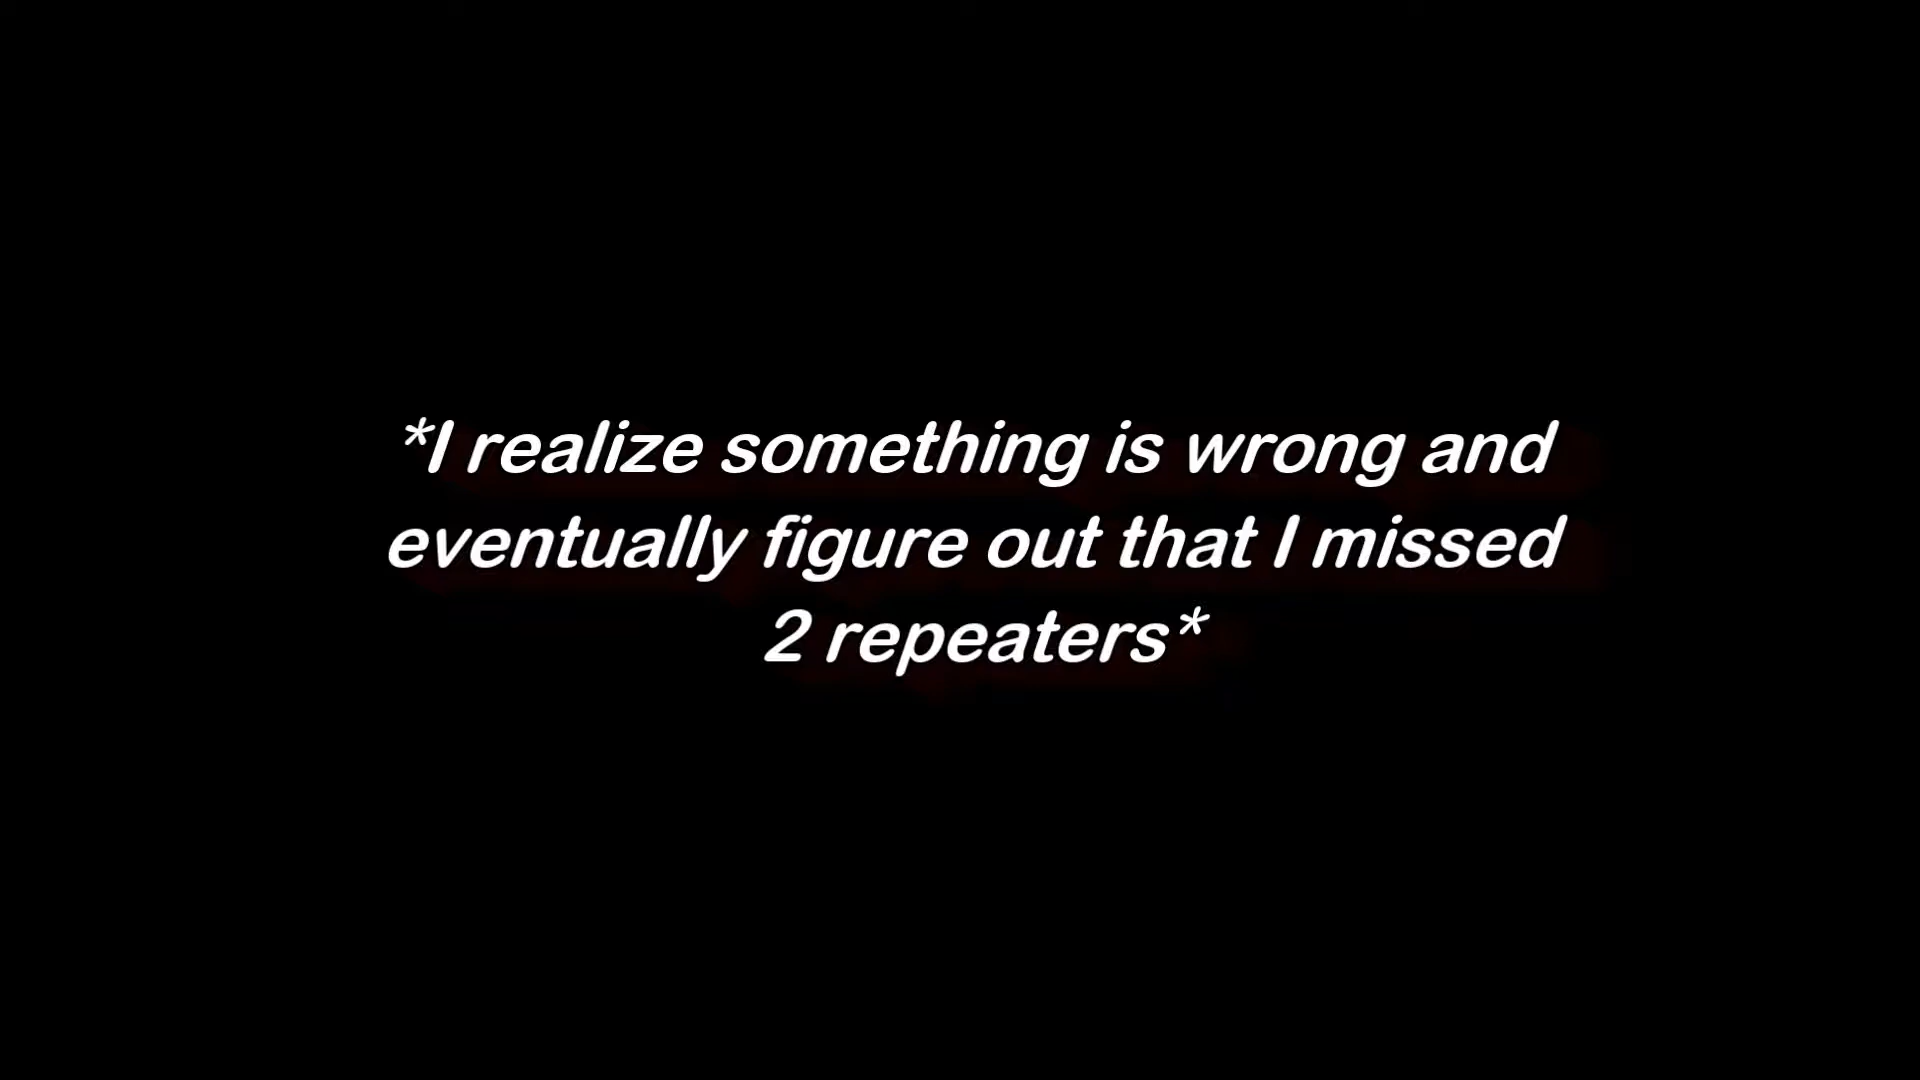 *I realize something is wrong and
eventually figure out that I missed
2 repeaters*